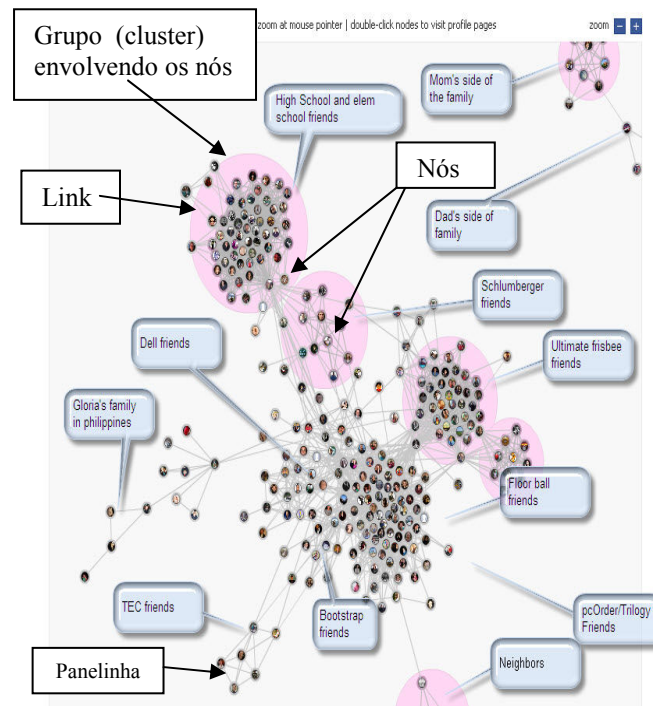 Grupo (cluster)
envolvendo os nós
zoom at mouse pointer | double-click nodes to visit profile pages
zoom
High School and elem
school friends
Mom's side of
the family
Link
Nós
Dad's side of
family
Schlumberger
friends
Dell friends
Ultimate frisbee
friends
Gloria's family
in philippines
Floor ball
friends
TEC friends
Bootstrap
friends
pcOrder/Trilogy
Friends
Panelinha
Neighbors